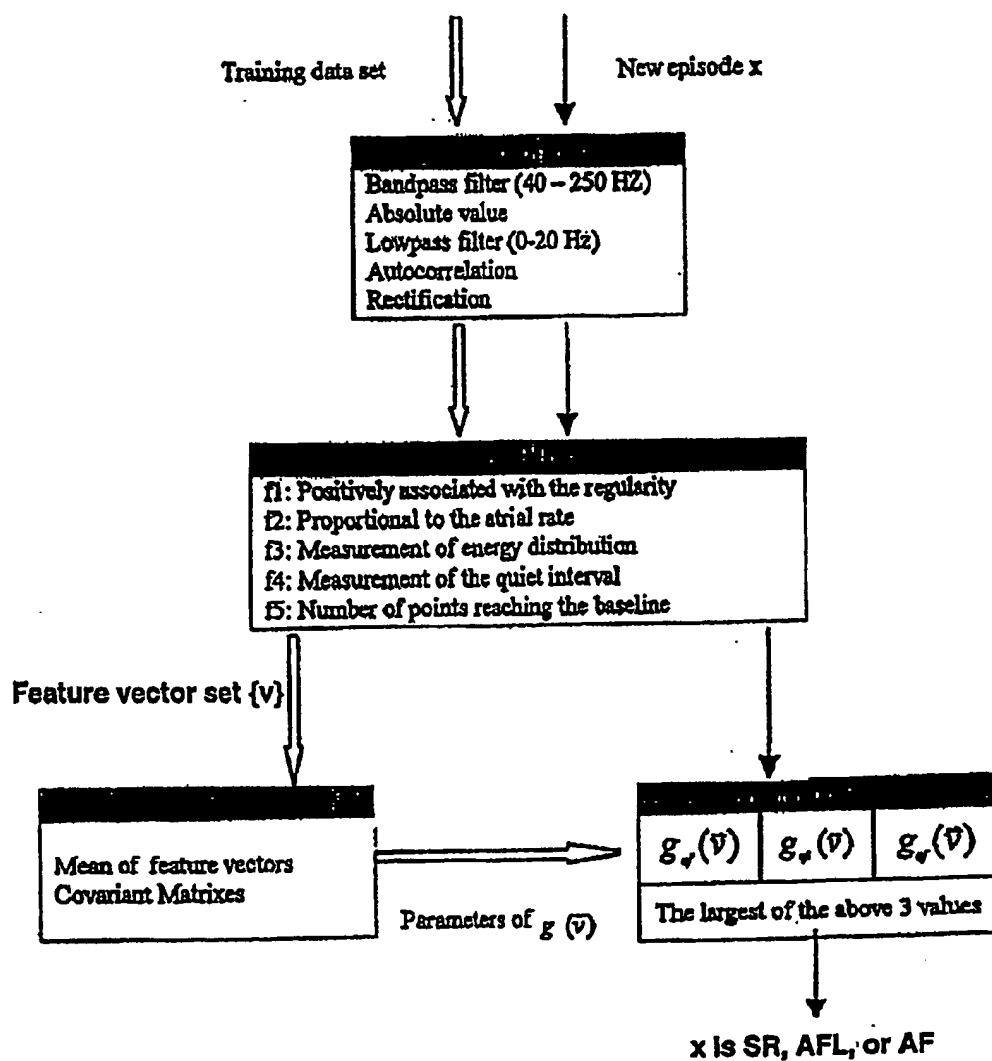 Training data set
New episode x
Bandpass filter (40 – 250 HZ)
Absolute value
Lowpass filter (0-20 Hz)
Autocorrelation
Rectification
f1: Positively associated with the regularity
f2: Proportional to the atrial rate
f3: Measurement of energy distribution
f4: Measurement of the quiet interval
f5: Number of points reaching the baseline
Feature vector set {v}
Mean of feature vectors
Covariant Matrixes
Parameters of g (v̄)
g (v̄) g (v̄) g (v̄)
The largest of the above 3 values
x is SR, AFL, or AF